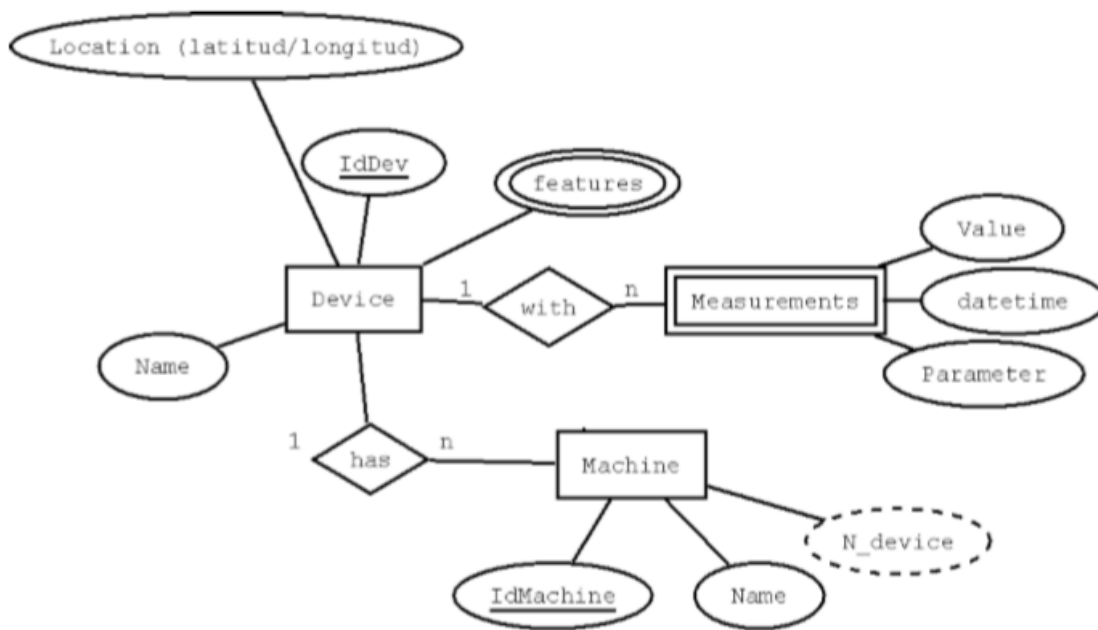 Location (latitud/longitud)
IdDev
features
Value
Device
1
with
n
Measurements
datetime
Name
Parameter
1
has
n
Machine
N_device
IdMachine
Name